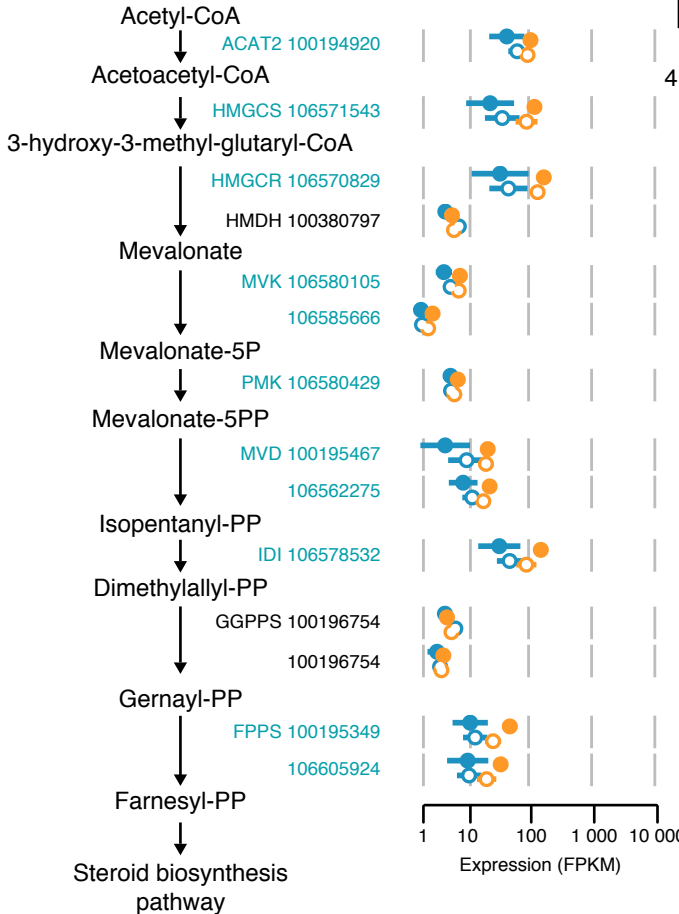 Acetyl-CoA
ACAT2 100194920
Acetoacetyl-CoA
4
HMGCS 106571543
3-hydroxy-3-methyl-glutaryl-CoA
HMGCR 106570829
HMDH 100380797
Mevalonate
MVK 106580105
106585666
Mevalonate-5P
PMK 106580429
Mevalonate-5PP
MVD 100195467
106562275
Isopentanyl-PP
IDI 106578532
Dimethylallyl-PP
GGPPS 100196754
100196754
Gernayl-PP
FPPS 100195349
106605924
Farnesyl-PP
1 10 100 1 000 10 000
Expression (FPKM)
Steroid biosynthesis
pathway